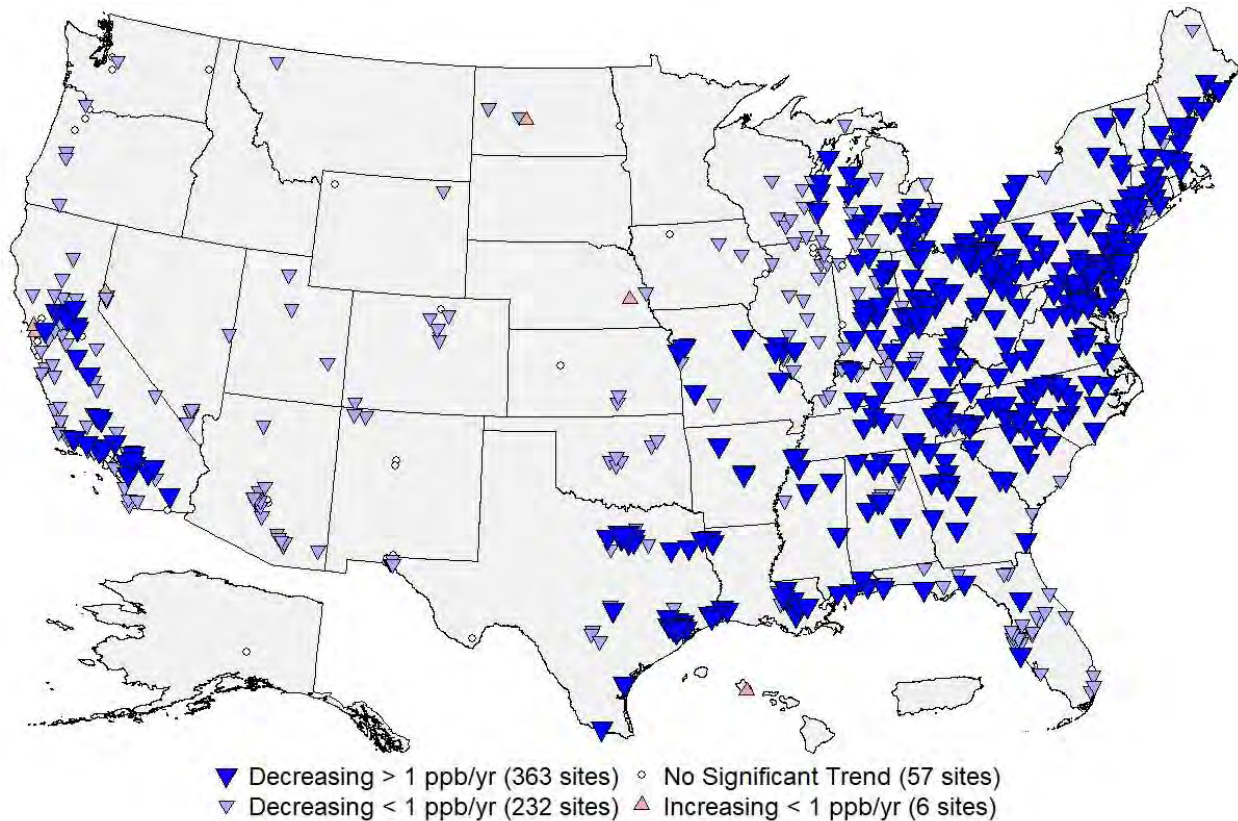 Decreasing > 1 ppb/yr (363 sites)
No Significant Trend (57 sites)
Decreasing < 1 ppb/yr (232 sites)
Increasing < 1 ppb/yr (6 sites)